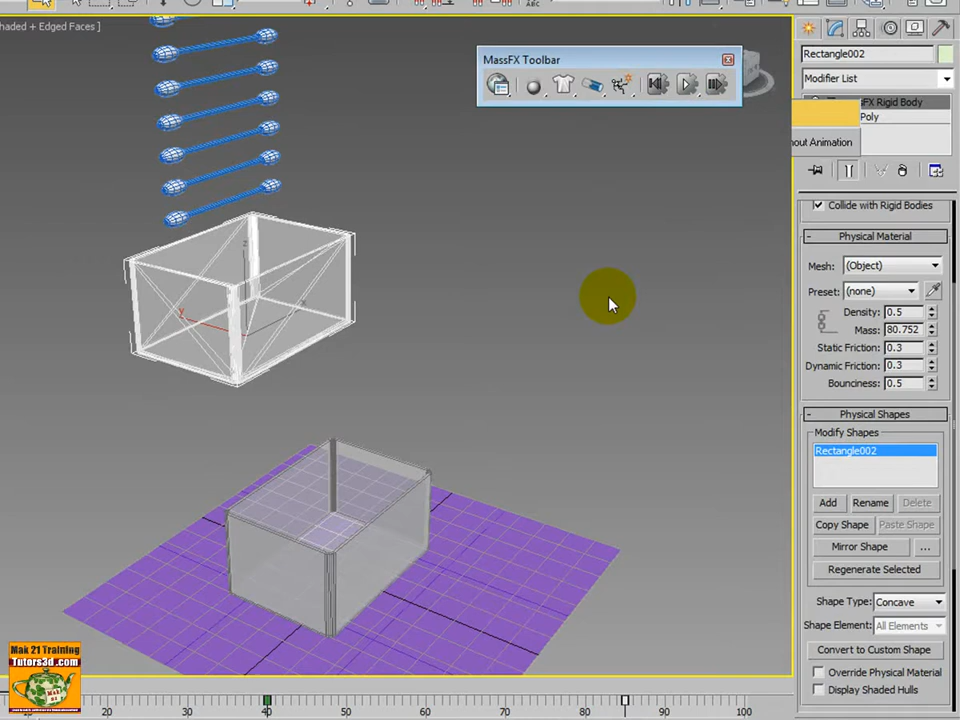 haded + Edged Faces ]
MassFX Toolbar
Rectangle002
Modifier List
FX Rigid Body
Poly
out Animation
Collide with Rigid Bodies
Physical Material
Mesh: (Object)
Preset: (none)
Density: 0.5
Mass: 80.752
Static Friction: 0.3
Dynamic Friction: 0.3
Bounciness: 0.5
Physical Shapes
Modify Shapes
Rectangle002
Add Rename Delete
Copy Shape Paste Shape
Mirror Shape ...
Regenerate Selected
Shape Type: Concave
Shape Element: All Elements
Convert to Custom Shape
Override Physical Material
Display Shaded Hulls
z
y
Mak 21 Training
Tutors3d.com
Mak
21
20 30 40 50 60 70 80 90 100